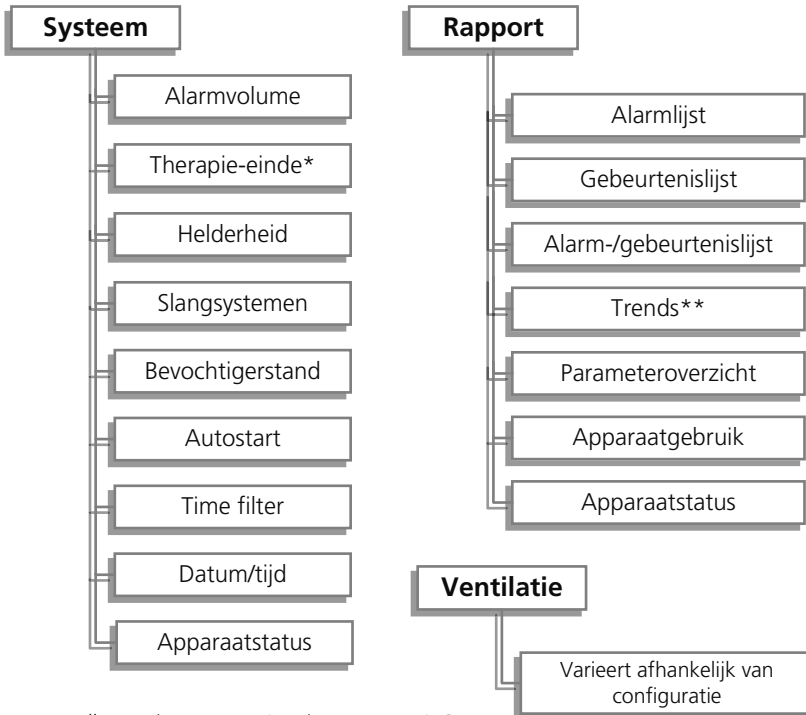 Systeem
Alarmvolume
Therapie-einde*
Helderheid
Slangsystemen
Bevochtigerstand
Autostart
Time filter
Datum/tijd
Apparaatstatus
Rapport
Alarmlijst
Gebeurtenislijst
Alarm-/gebeurtenislijst
Trends**
Parameteroverzicht
Apparaatgebruik
Apparaatstatus
Ventilatie
Varieert afhankelijk van
configuratie